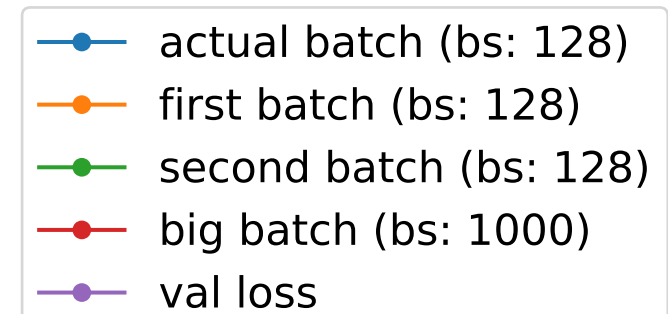 actual batch (bs: 128)
first batch (bs: 128)
second batch (bs: 128)
big batch (bs: 1000)
val loss